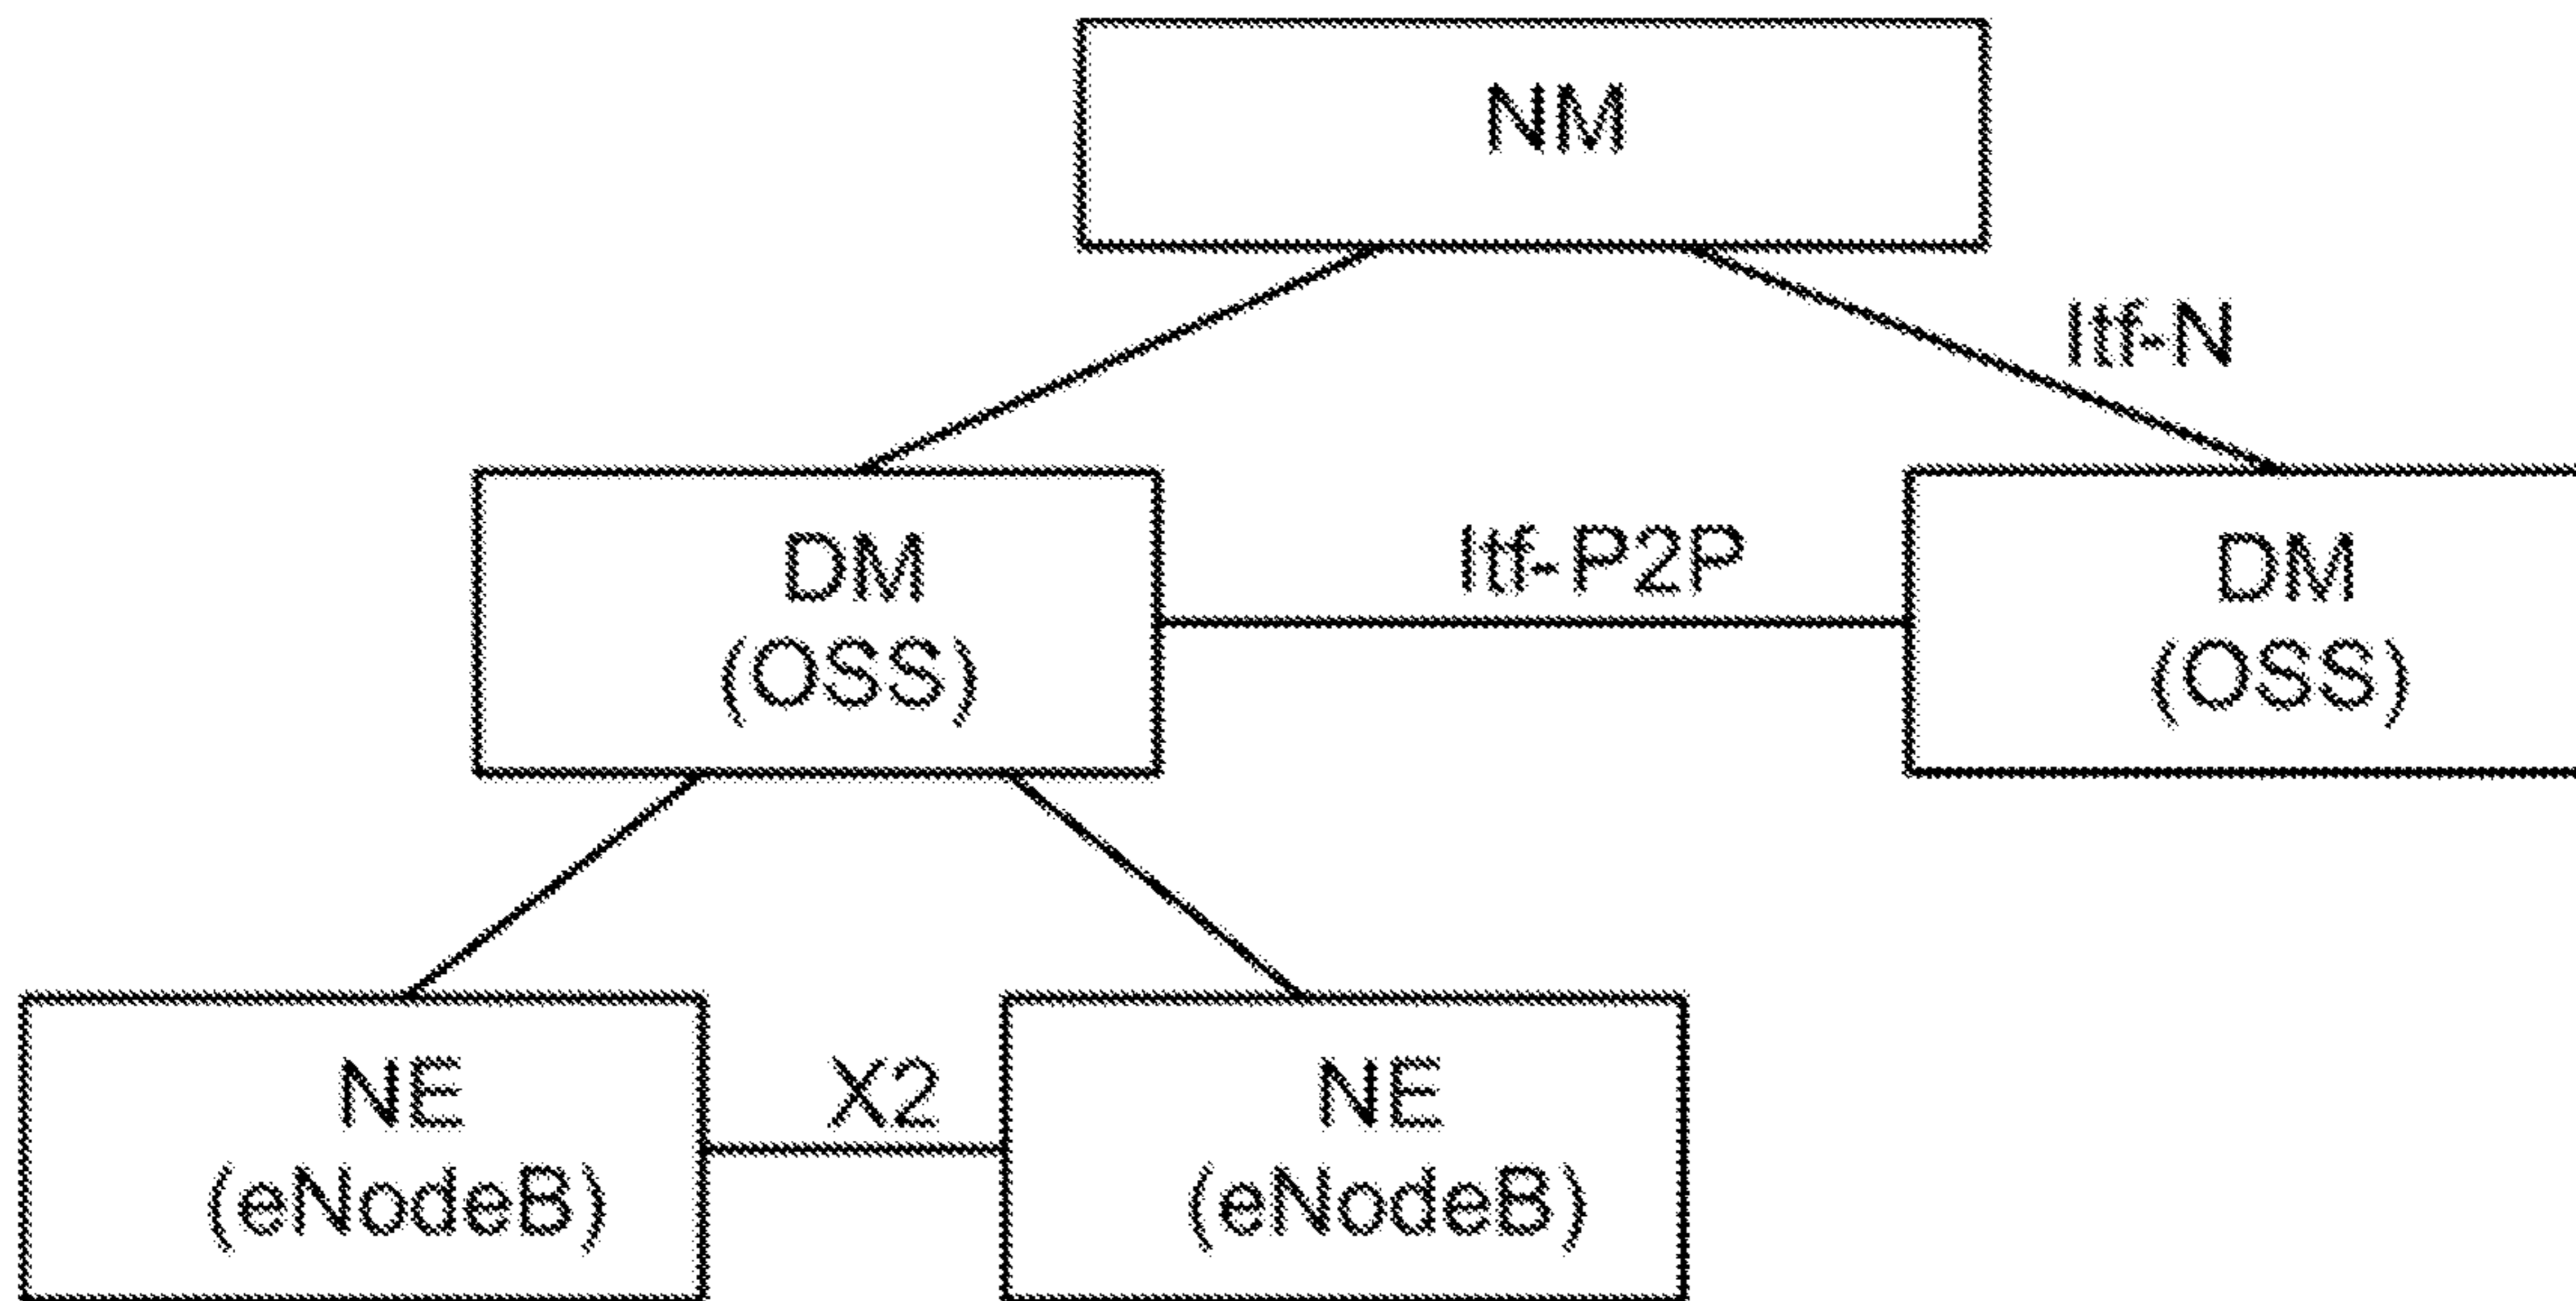 NM
Itf-N
DM
(OSS)
Itf-P2P
DM
(OSS)
NE
(eNodeB)
X2
NE
(eNodeB)